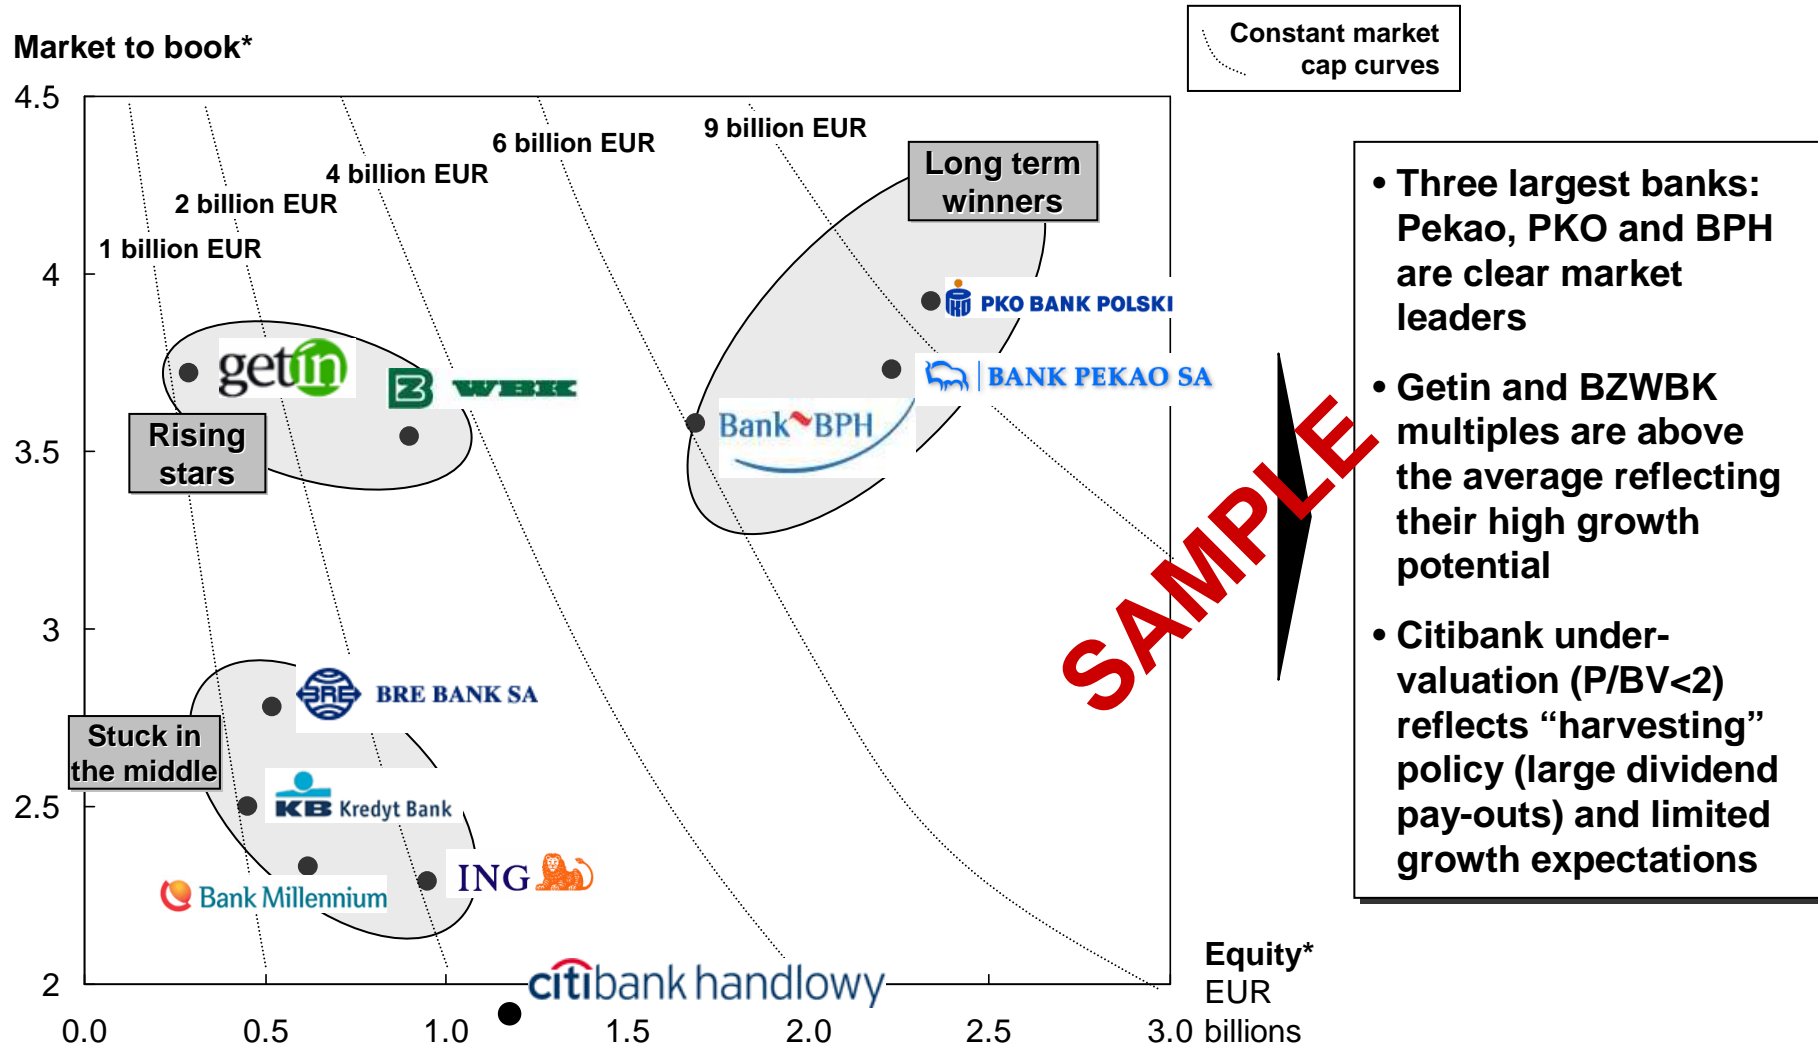 Constant market
cap curves
Market to book*
4.5
4
3.5
3
2.5
2
0.0
0.5
1.0
1.5
2.0
2.5
3.0
Equity*
EUR
billions
1 billion EUR
2 billion EUR
4 billion EUR
6 billion EUR
9 billion EUR
Long term
winners
PKO BANK POLSKI
BANK PEKAO SA
Bank BPH
getin
WBK
Rising
stars
BRE
BRE BANK SA
Stuck in
the middle
KB Kredyt Bank
ING
Bank Millennium
citibank handlowy
SAMPLE
• Three largest banks:
Pekao, PKO and BPH
are clear market
leaders
• Getin and BZWBK
multiples are above
the average reflecting
their high growth
potential
• Citibank under-
valuation (P/BV<2)
reflects “harvesting”
policy (large dividend
pay-outs) and limited
growth expectations